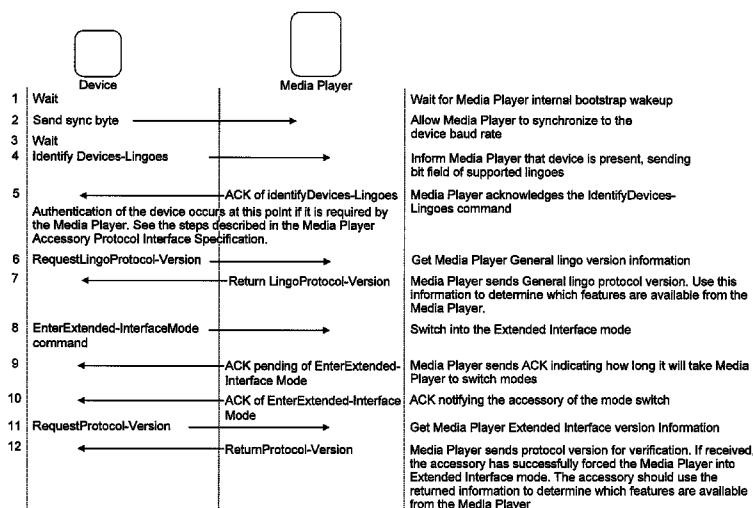 Device
Media Player
1 Wait
Wait for Media Player internal bootstrap wakeup
2 Send sync byte
Allow Media Player to synchronize to the
device baud rate
3 Wait
4 Identify Devices-Lingoes
Inform Media Player that device is present, sending
bit field of supported lingoes
5
ACK of identifyDevices-Lingoes
Media Player acknowledges the IdentifyDevices-
Lingoes command
Authentication of the device occurs at this point if it is required by
the Media Player. See the steps described in the Media Player
Accessory Protocol Interface Specification.
6 RequestLingoProtocol-Version
Get Media Player General lingo version information
7
Return LingoProtocol-Version
Media Player sends General lingo protocol version. Use this
information to determine which features are available from the
Media Player.
8 EnterExtended-InterfaceMode
command
Switch into the Extended Interface mode
9
ACK pending of EnterExtended-
Interface Mode
Media Player sends ACK indicating how long it will take Media
Player to switch modes
10
ACK of EnterExtended-Interface
Mode
ACK notifying the accessory of the mode switch
11 RequestProtocol-Version
Get Media Player Extended Interface version Information
12
ReturnProtocol-Version
Media Player sends protocol version for verification. If received,
the accessory has successfully forced the Media Player into
Extended Interface mode. The accessory should use the
returned information to determine which features are available
from the Media Player